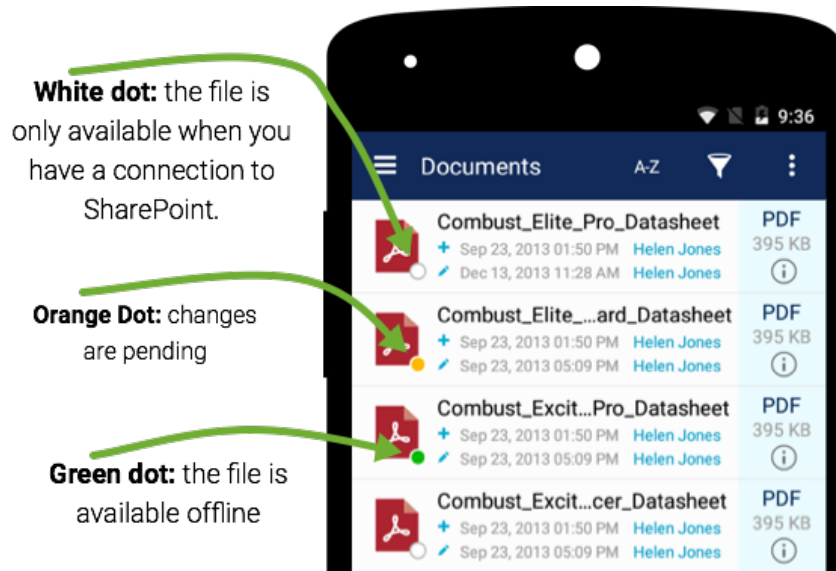 White dot: the file is
only available when you
have a connection to
SharePoint.
Orange Dot: changes
are pending
Green dot: the file is
available offline
9:36
Documents A-Z
Combust_Elite_Pro_Datasheet PDF
+ Sep 23, 2013 01:50 PM Helen Jones 395 KB
Dec 13, 2013 11:28 AM Helen Jones
Combust_Elite_...ard_Datasheet PDF
+ Sep 23, 2013 01:50 PM Helen Jones 395 KB
Sep 23, 2013 05:09 PM Helen Jones
Combust_Excit...Pro_Datasheet PDF
+ Sep 23, 2013 01:50 PM Helen Jones 395 KB
Sep 23, 2013 05:09 PM Helen Jones
Combust_Excit...cer_Datasheet PDF
+ Sep 23, 2013 01:50 PM Helen Jones 395 KB
Sep 23, 2013 05:09 PM Helen Jones